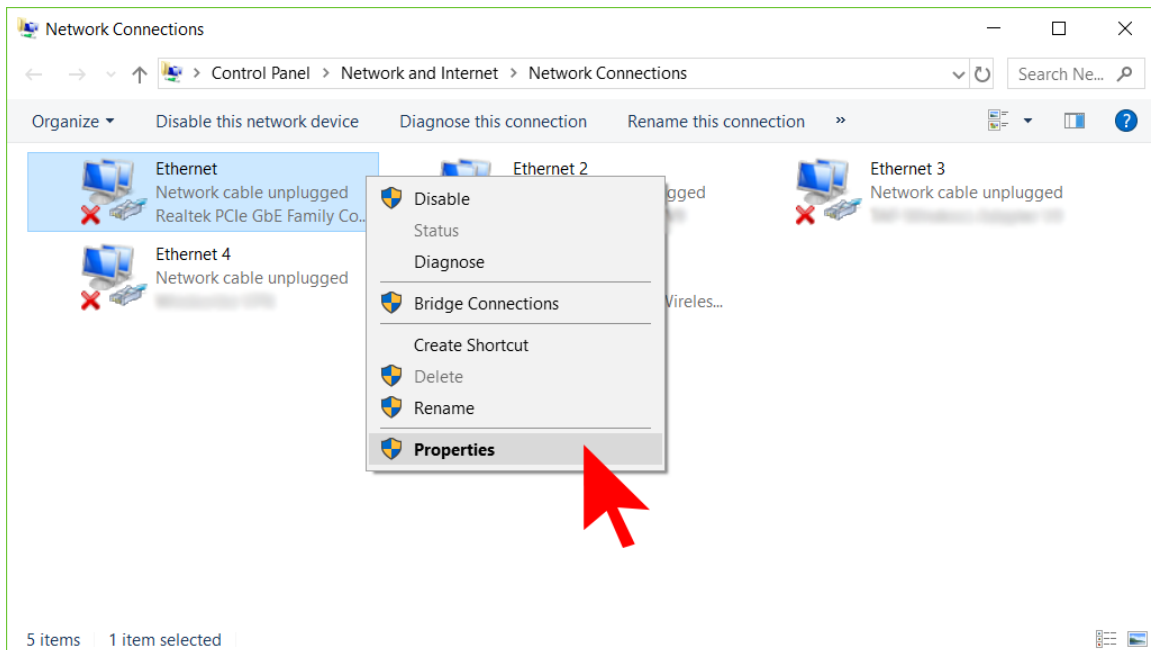 Network Connections
Control Panel > Network and Internet > Network Connections
Search Ne...
Organize
Disable this network device
Diagnose this connection
Rename this connection
»
Ethernet
Network cable unplugged
Realtek PCIe GbE Family Co...
Ethernet 2
gged
Ethernet 3
Network cable unplugged
Ethernet 4
Network cable unplugged
Wireles...
Disable
Status
Diagnose
Bridge Connections
Create Shortcut
Delete
Rename
Properties
5 items
1 item selected